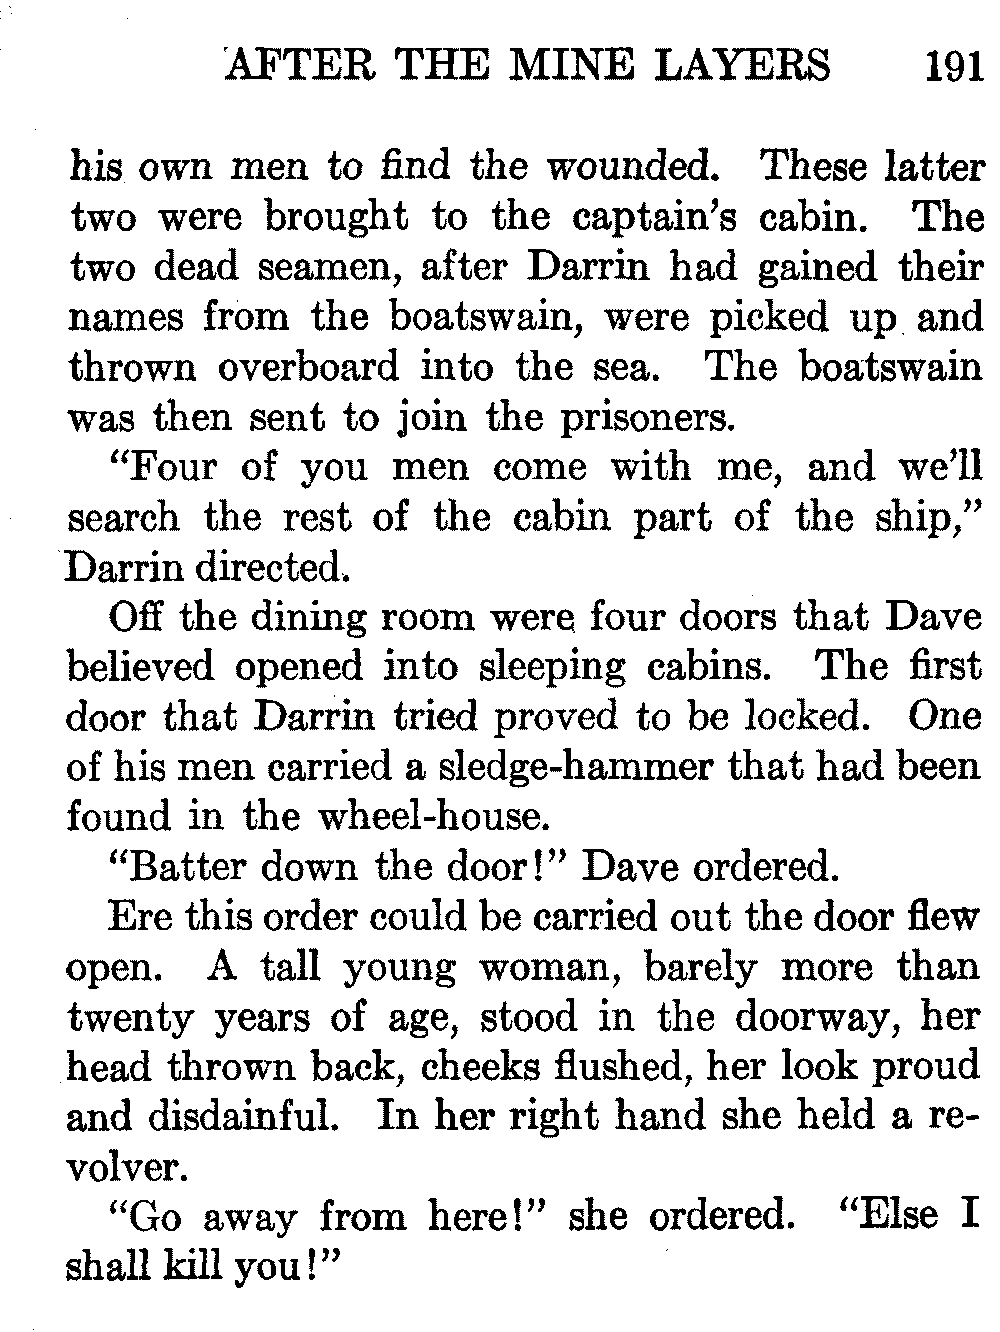 AFTER THE MINE LAYERS 191
his own men to find the wounded. These latter
two were brought to the captain's cabin. The
two dead seamen, after Darrin had gained their
names from the boatswain, were picked up and
thrown overboard into the sea. The boatswain
was then sent to join the prisoners.
"Four of you men come with me, and we'll
search the rest of the cabin part of the ship,"
Darrin directed.
Off the dining room were four doors that Dave
believed opened into sleeping cabins. The first
door that Darrin tried proved to be locked. One
of his men carried a sledge-hammer that had been
found in the wheel-house.
"Batter down the door!" Dave ordered.
Ere this order could be carried out the door flew
open. A tall young woman, barely more than
twenty years of age, stood in the doorway, her
head thrown back, cheeks flushed, her look proud
and disdainful. In her right hand she held a re-
volver.
"Go away from here!" she ordered. "Else I
shall kill you!"